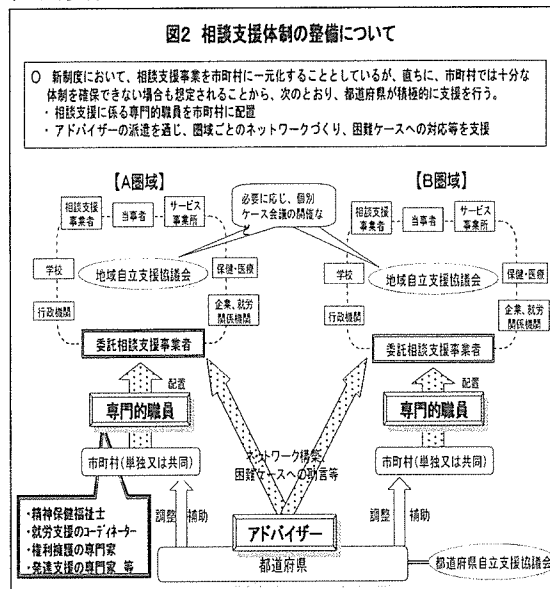 図2 相談支援体制の整備について
○ 新制度において、相談支援事業を市町村に一元化することとしているが、直ちに、市町村では十分な
体制を確保できない場合も想定されることから、次のとおり、都道府県が積極的に支援を行う。
・相談支援に係る専門的職員を市町村に配置
・アドバイザーの派遣を通じ、圏域ごとのネットワークづくり、困難ケースへの対応等を支援
【A圏域】
【B圏域】
相談支援
事業者
当事者
サービス
事業所
必要に応じ、個別
ケース会議の開催な
相談支援
事業者
当事者
サービス
事業所
学校
地域自立支援協議会
保健・医療
学校
地域自立支援協議会
保健・医療
行政機関
企業、就労
関係機関
行政機関
企業、就労
関係機関
委託相談支援事業者
委託相談支援事業者
配置
配置
専門的職員
専門的職員
市町村(単独又は共同)
ネットワーク構築、
困難ケースへの助言等
市町村(単独又は共同)
・精神保健福祉士
・就労支援のコーディネーター
・権利擁護の専門家
・発達支援の専門家 等
調整
補助
アドバイザー
調整
補助
都道府県
都道府県自立支援協議会